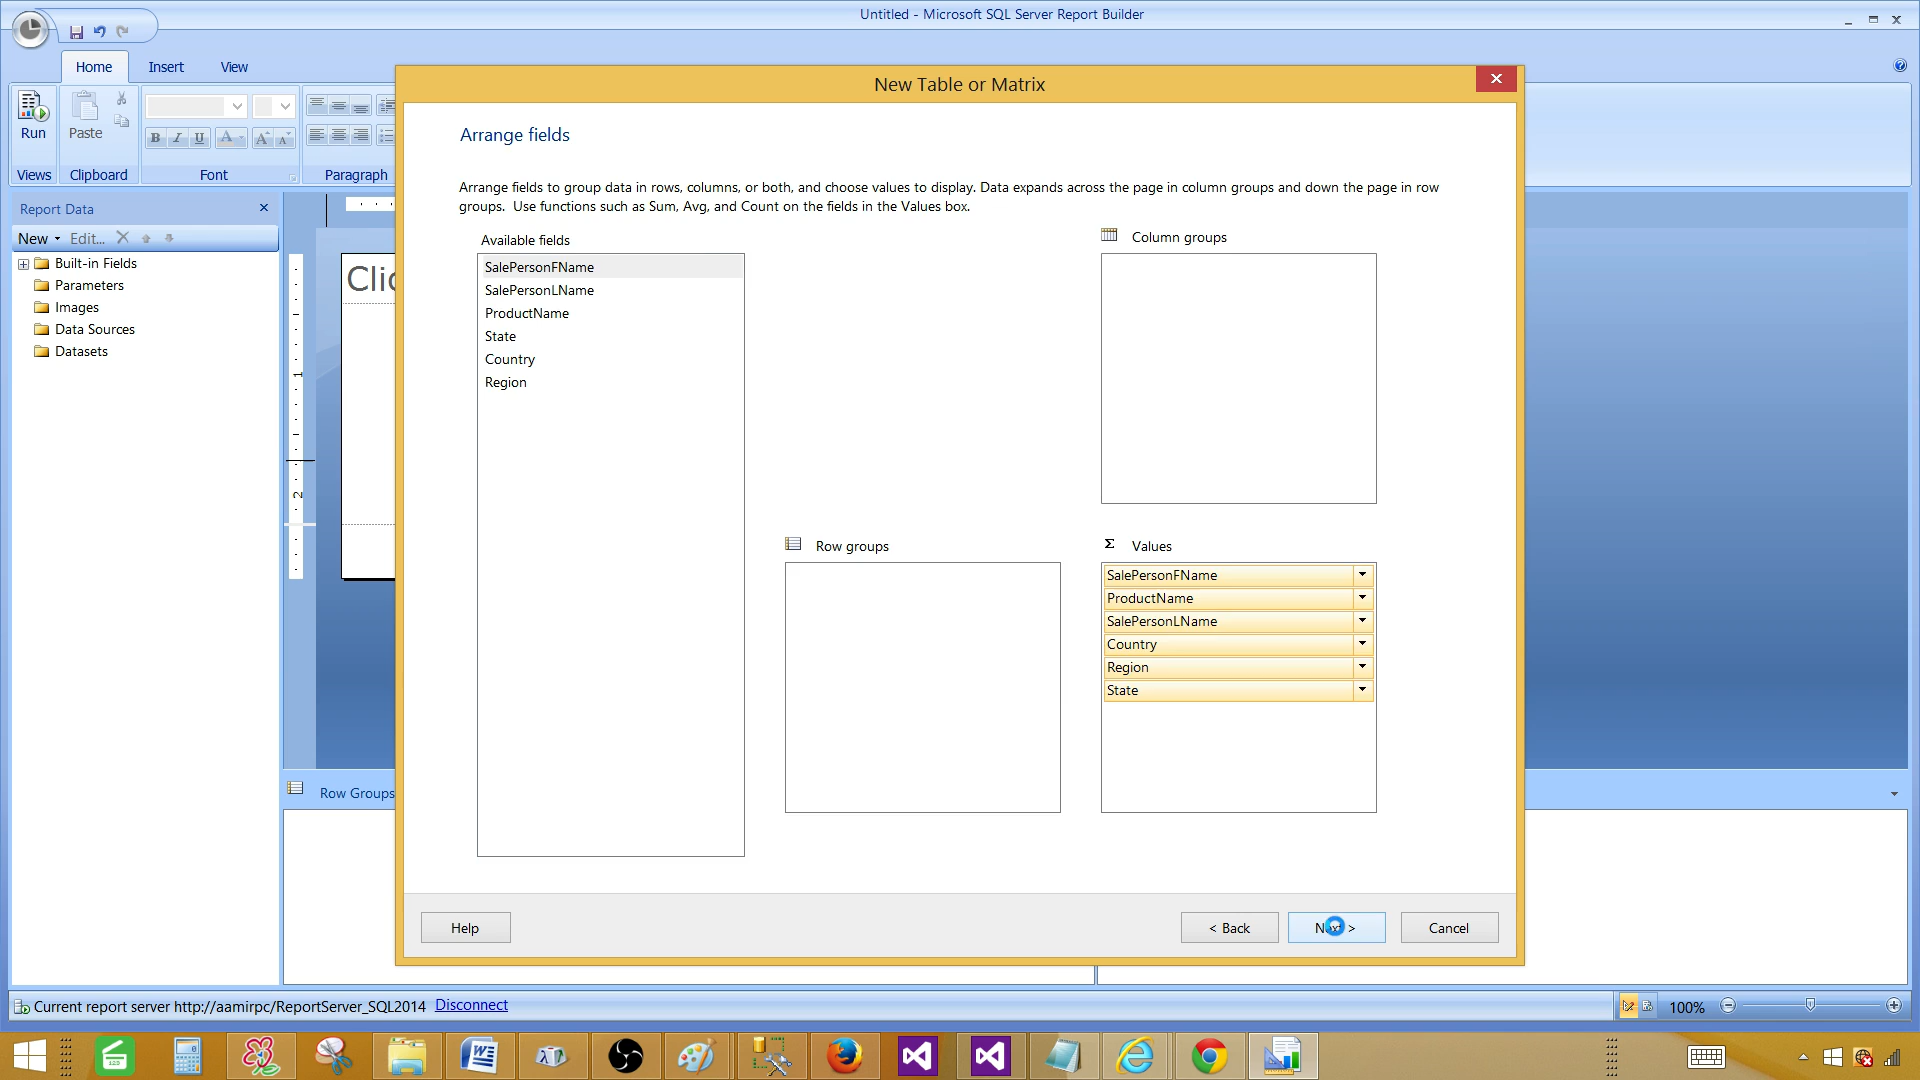 Untitled - Microsoft SQL Server Report Builder
Home
Insert
View
Run
Paste
B
I
U
A
A
A
Views
Clipboard
Font
Paragraph
Report Data
New
Edit...
Built-in Fields
Parameters
Images
Data Sources
Datasets
1
2
Clic
New Table or Matrix
Arrange fields
Arrange fields to group data in rows, columns, or both, and choose values to display. Data expands across the page in column groups and down the page in row
groups. Use functions such as Sum, Avg, and Count on the fields in the Values box.
Available fields
SalePersonFName
SalePersonLName
ProductName
State
Country
Region
Column groups
Row groups
Σ Values
SalePersonFName
ProductName
SalePersonLName
Country
Region
State
Help
< Back
Next >
Cancel
Row Groups
Current report server http://aamirpc/ReportServer_SQL2014 Disconnect
100%